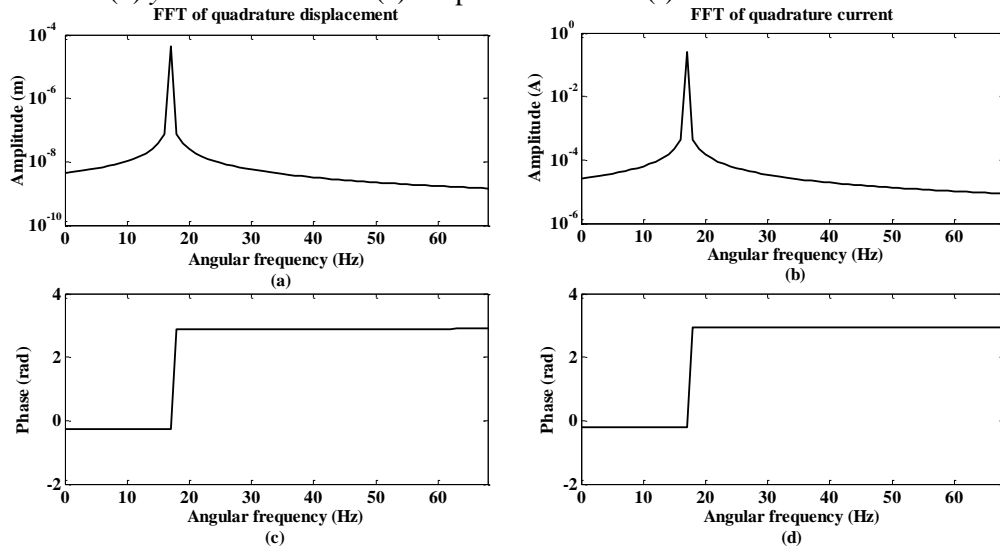 FFT of quadrature displacement
10^-4
10^-6
10^-8
10^-10
Amplitude (m)
0 10 20 30 40 50 60
Angular frequency (Hz)
(a)
FFT of quadrature current
10^0
10^-2
10^-4
10^-6
Amplitude (A)
0 10 20 30 40 50 60
Angular frequency (Hz)
(b)
4
2
0
-2
Phase (rad)
0 10 20 30 40 50 60
Angular frequency (Hz)
(c)
4
2
0
-2
Phase (rad)
0 10 20 30 40 50 60
Angular frequency (Hz)
(d)